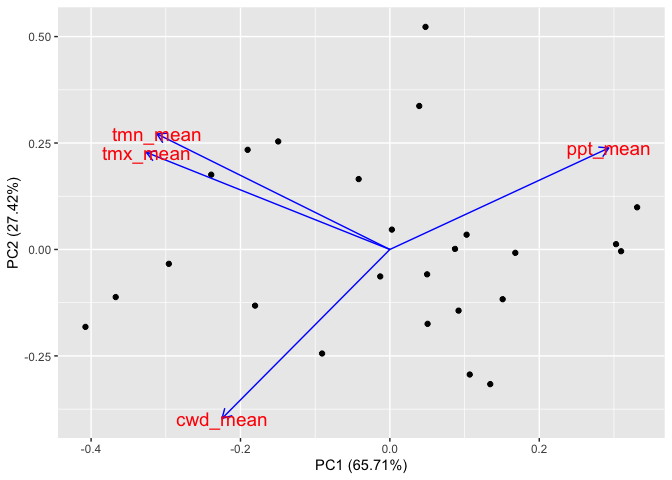 0.50
tmn_mean
tmx_mean
ppt_mean
0.25
0.00
-0.25
cwd_mean
-0.4 -0.2 0.0 0.2
PC1 (65.71%)
PC2 (27.42%)